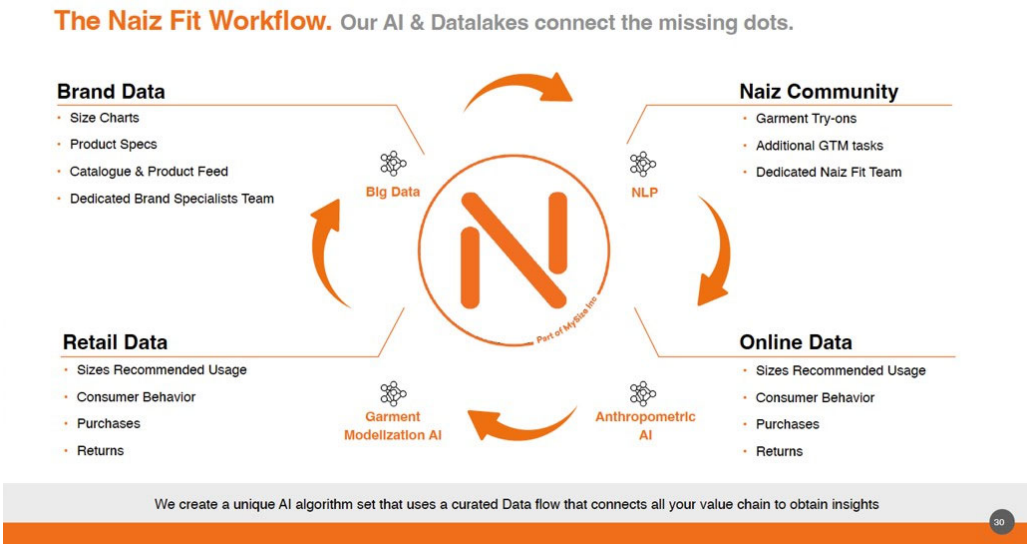 The Naiz Fit Workflow. Our AI & Datalakes connect the missing dots.
Brand Data
• Size Charts
• Product Specs
• Catalogue & Product Feed
• Dedicated Brand Specialists Team
Big Data
Naiz Community
• Garment Try-ons
• Additional GTM tasks
• Dedicated Naiz Fit Team
NLP
N
Part of MySize Inc
Retail Data
• Sizes Recommended Usage
• Consumer Behavior
• Purchases
• Returns
Garment
Modelization AI
Online Data
• Sizes Recommended Usage
• Consumer Behavior
• Purchases
• Returns
Anthropometric
AI
We create a unique AI algorithm set that uses a curated Data flow that connects all your value chain to obtain insights
30